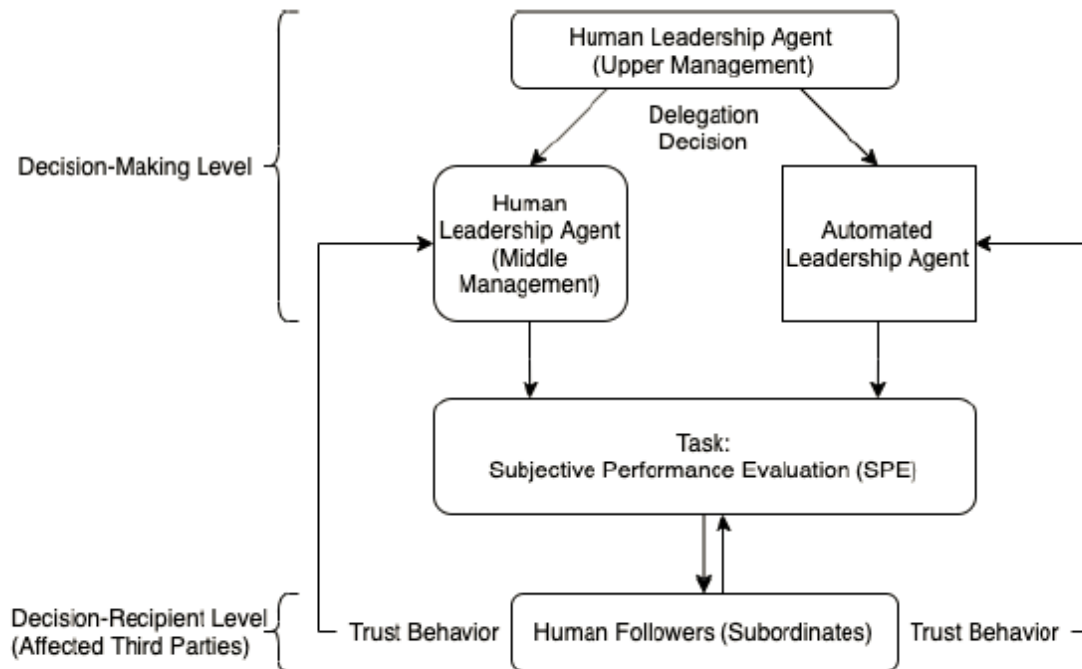 Human Leadership Agent
(Upper Management)
Delegation
Decision
Decision-Making Level
Human
Leadership Agent
(Middle
Management)
Automated
Leadership Agent
Task:
Subjective Performance Evaluation (SPE)
Decision-Recipient Level
(Affected Third Parties)
Trust Behavior
Human Followers (Subordinates)
Trust Behavior